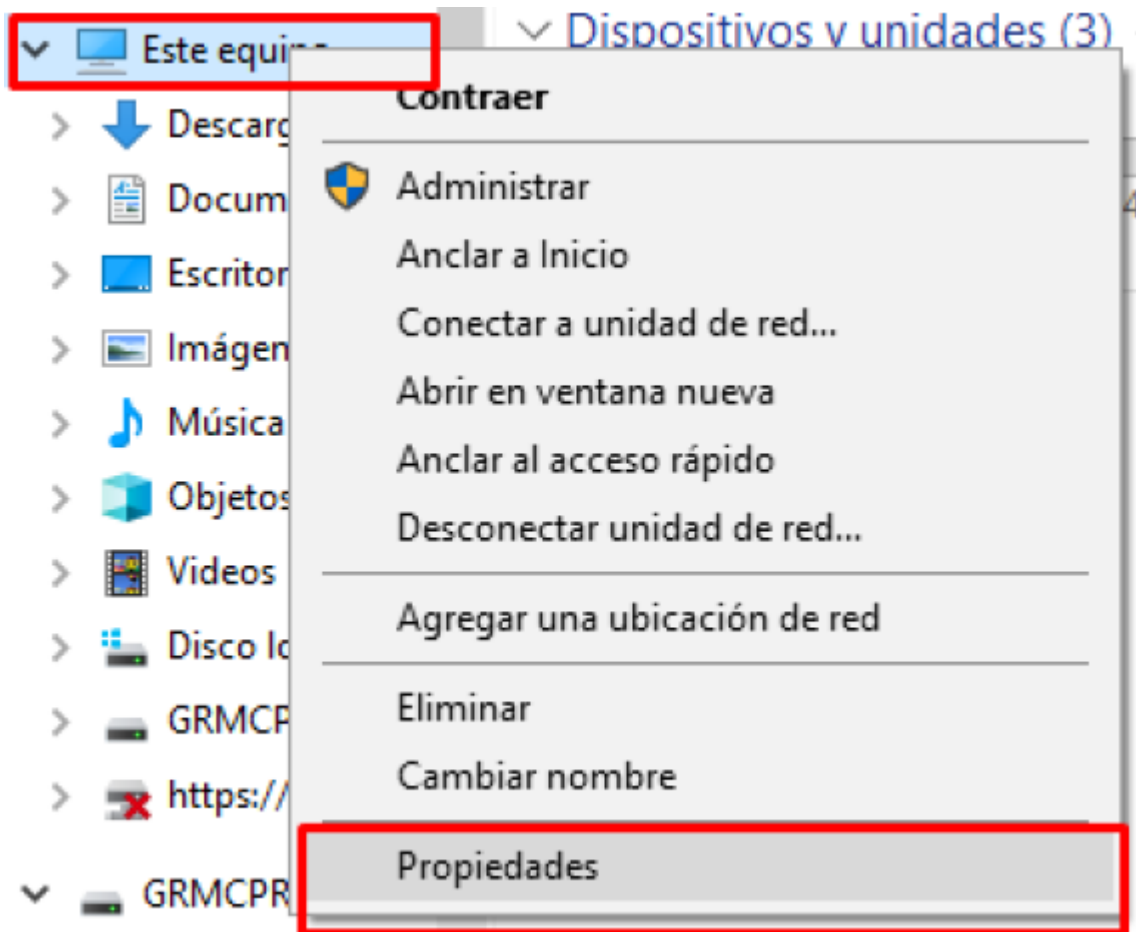 Este equipo
Dispositivos y unidades (3)
Contraer
Descarg
Administrar
Docum
Anclar a Inicio
Escritor
Conectar a unidad de red...
Imágen
Abrir en ventana nueva
Música
Anclar al acceso rápido
Objetos
Desconectar unidad de red...
Videos
Agregar una ubicación de red
Disco lo
Eliminar
GRMCP
Cambiar nombre
https://
Propiedades
GRMCPR